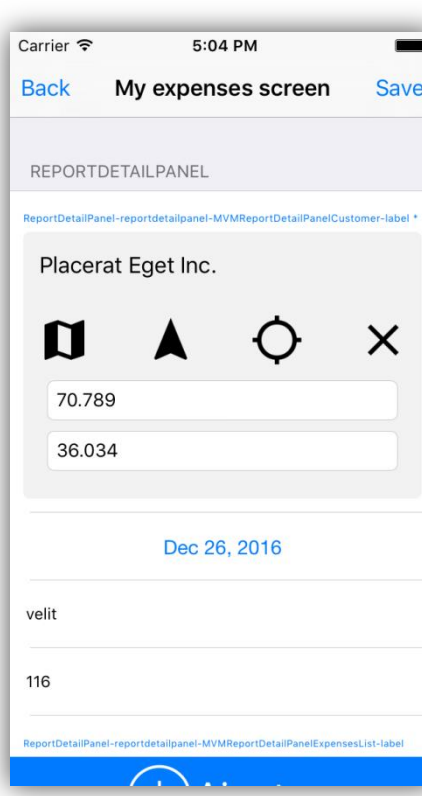 Carrier 5:04 PM
Back My expenses screen Save
REPORTDETAILPANEL
ReportDetailPanel-reportdetailpanel-MVMReportDetailPanelCustomer-label *
Placerat Eget Inc.
70.789
36.034
Dec 26, 2016
velit
116
ReportDetailPanel-reportdetailpanel-MVMReportDetailPanelExpensesList-label